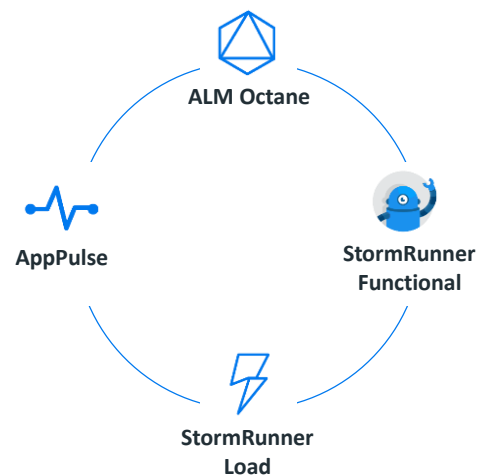 ALM Octane
AppPulse
StormRunner
Functional
StormRunner
Load